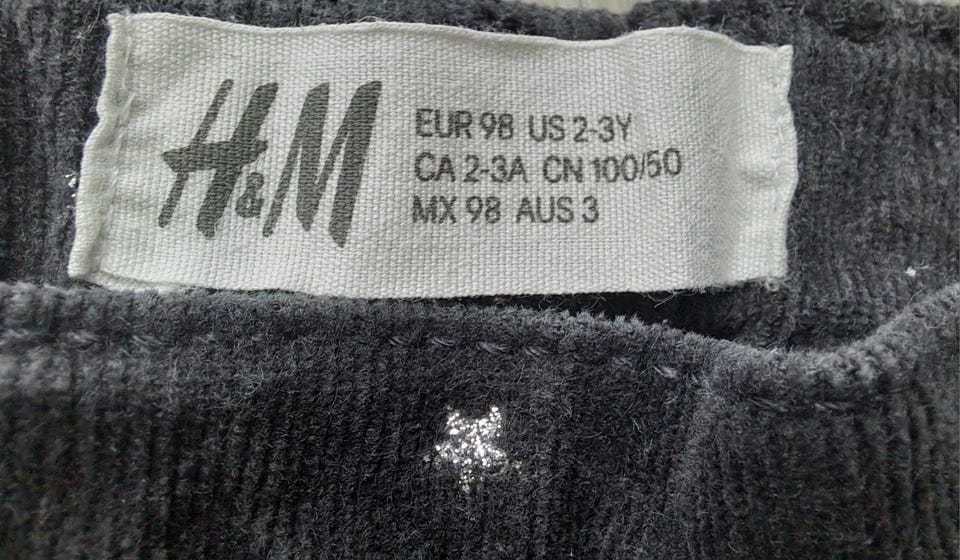 H&M
EUR 98 US 2-3Y
CA 2-3A CN 100/50
MX 98 AUS 3